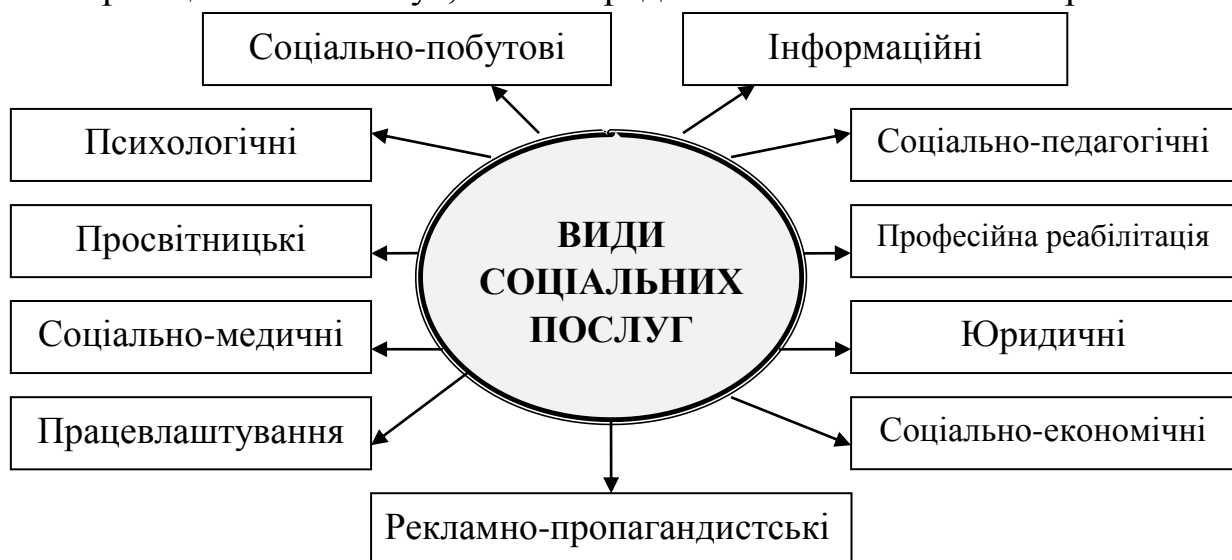 Соціально-побутові
Інформаційні
Психологічні
Соціально-педагогічні
Просвітницькі
ВИДИ
СОЦІАЛЬНИХ
ПОСЛУГ
Професійна реабілітація
Соціально-медичні
Юридичні
Працевлаштування
Соціально-економічні
Рекламно-пропагандистські